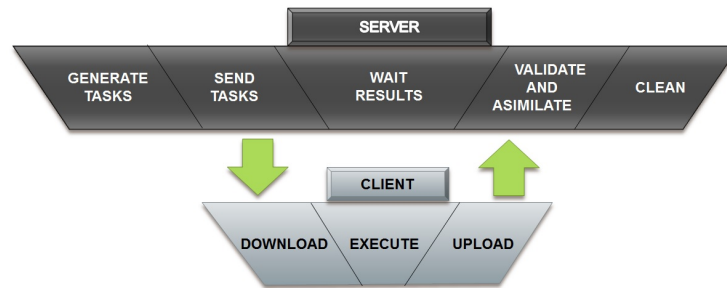 SERVER
GENERATE
TASKS
SEND
TASKS
WAIT
RESULTS
VALIDATE
AND
ASIMILATE
CLEAN
CLIENT
DOWNLOAD
EXECUTE
UPLOAD